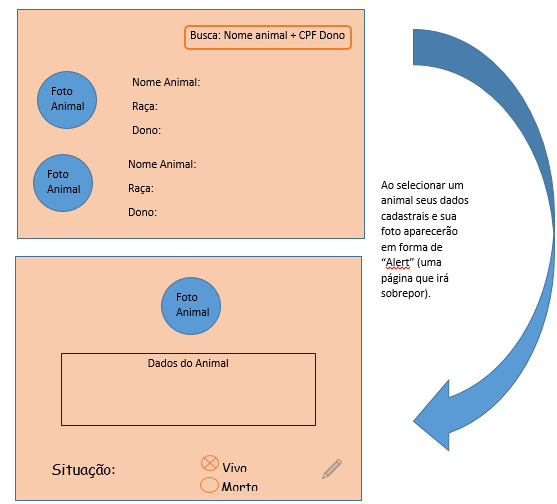 Busca: Nome animal + CPF Dono
Foto
Animal
Nome Animal:
Raça:
Dono:
Foto
Animal
Nome Animal:
Raça:
Dono:
Ao selecionar um
animal seus dados
cadastrais e sua
foto aparecerão
em forma de
“Alert” (uma
página que irá
sobrepor).
Foto
Animal
Dados do Animal
Situação:
Vivo
Morto